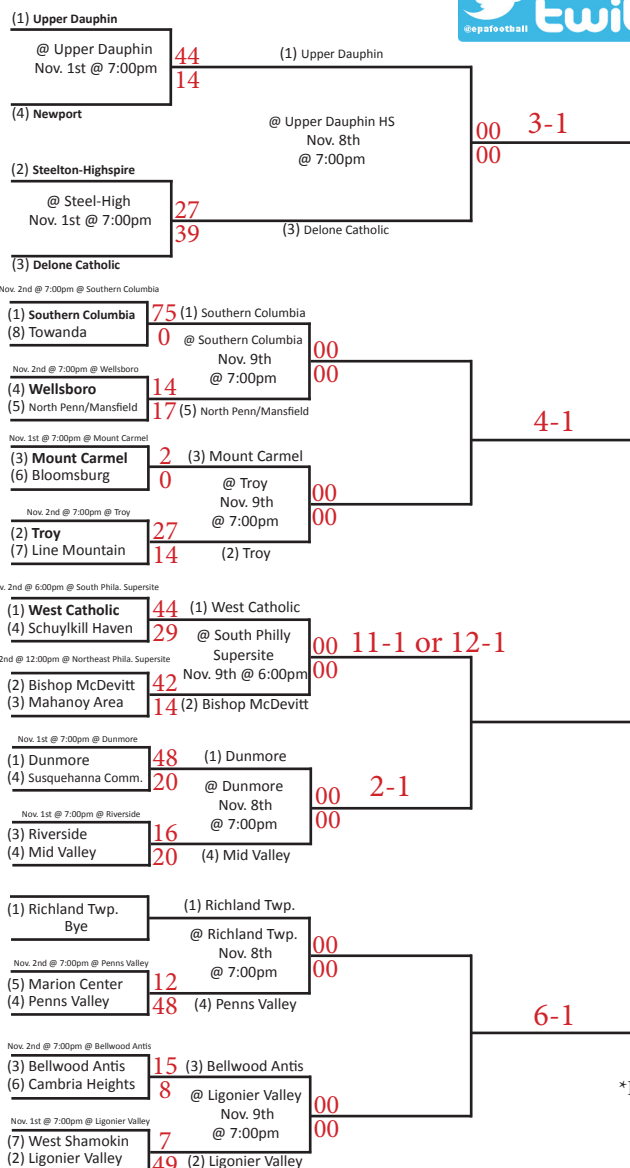 @epafootball
twi
(1) Upper Dauphin
@ Upper Dauphin
Nov. 1st @ 7:00pm
44
14
(4) Newport
(1) Upper Dauphin
@ Upper Dauphin HS
Nov. 8th
@ 7:00pm
00
00
3-1
(2) Steelton-Highspire
@ Steel-High
Nov. 1st @ 7:00pm
27
39
(3) Delone Catholic
(3) Delone Catholic
Nov. 2nd @ 7:00pm @ Southern Columbia
(1) Southern Columbia
(8) Towanda
75
0
(1) Southern Columbia
@ Southern Columbia
Nov. 9th
@ 7:00pm
00
00
Nov. 2nd @ 7:00pm @ Wellsboro
(4) Wellsboro
(5) North Penn/Mansfield
14
17
(5) North Penn/Mansfield
4-1
Nov. 1st @ 7:00pm @ Mount Carmel
(3) Mount Carmel
(6) Bloomsburg
2
0
(3) Mount Carmel
@ Troy
Nov. 9th
@ 7:00pm
00
00
Nov. 2nd @ 7:00pm @ Troy
(2) Troy
(7) Line Mountain
27
14
(2) Troy
v. 2nd @ 6:00pm @ South Phila. Supersite
(1) West Catholic
(4) Schuylkill Haven
44
29
(1) West Catholic
@ South Philly
Supersite
Nov. 9th @ 6:00pm
00
00
11-1 or 12-1
2nd @ 12:00pm @ Northeast Phila. Supersite
(2) Bishop McDevitt
(3) Mahanoy Area
42
14
(2) Bishop McDevitt
Nov. 1st @ 7:00pm @ Dunmore
(1) Dunmore
(4) Susquehanna Comm.
48
20
(1) Dunmore
@ Dunmore
Nov. 8th
@ 7:00pm
00
00
2-1
Nov. 1st @ 7:00pm @ Riverside
(3) Riverside
(4) Mid Valley
16
20
(4) Mid Valley
(1) Richland Twp.
Bye
(1) Richland Twp.
@ Richland Twp.
Nov. 8th
@ 7:00pm
00
00
Nov. 2nd @ 7:00pm @ Penns Valley
(5) Marion Center
(4) Penns Valley
12
48
(4) Penns Valley
6-1
Nov. 2nd @ 7:00pm @ Bellwood Antis
(3) Bellwood Antis
(6) Cambria Heights
15
8
(3) Bellwood Antis
@ Ligonier Valley
Nov. 9th
@ 7:00pm
00
00
Nov. 1st @ 7:00pm @ Ligonier Valley
(7) West Shamokin
(2) Ligonier Valley
7
49
(2) Ligonier Valley